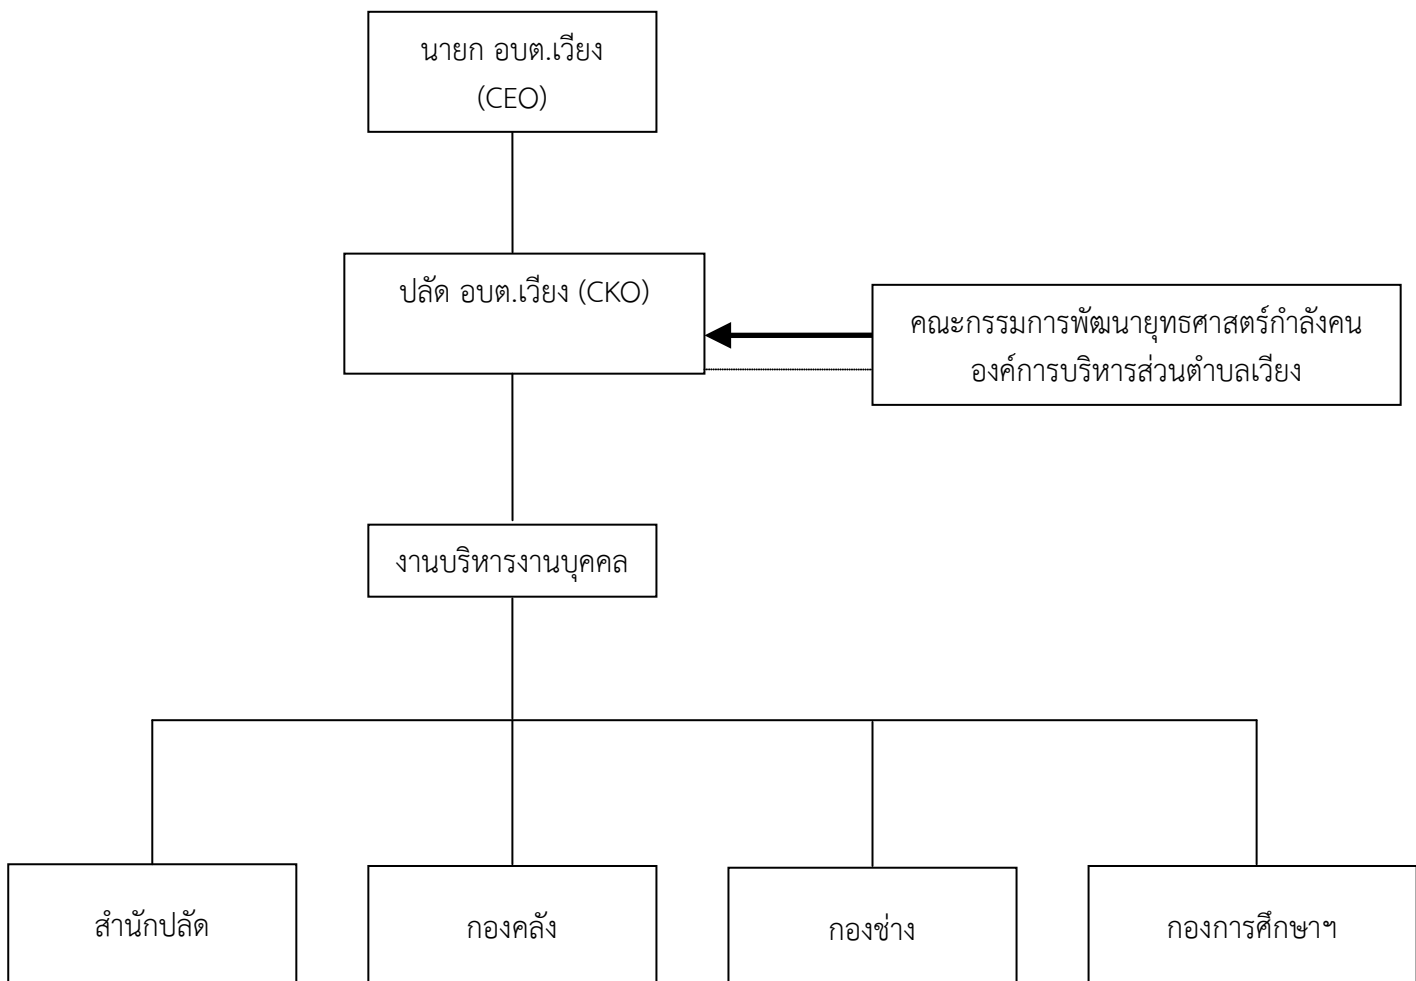 นายก อบต.เวียง
(CEO)
ปลัด อบต.เวียง (CKO)
คณะกรรมการพัฒนายุทธศาสตร์กำลังคน
องค์การบริหารส่วนตำบลเวียง
งานบริหารงานบุคคล
สำนักปลัด
กองคลัง
กองช่าง
กองการศึกษาฯ